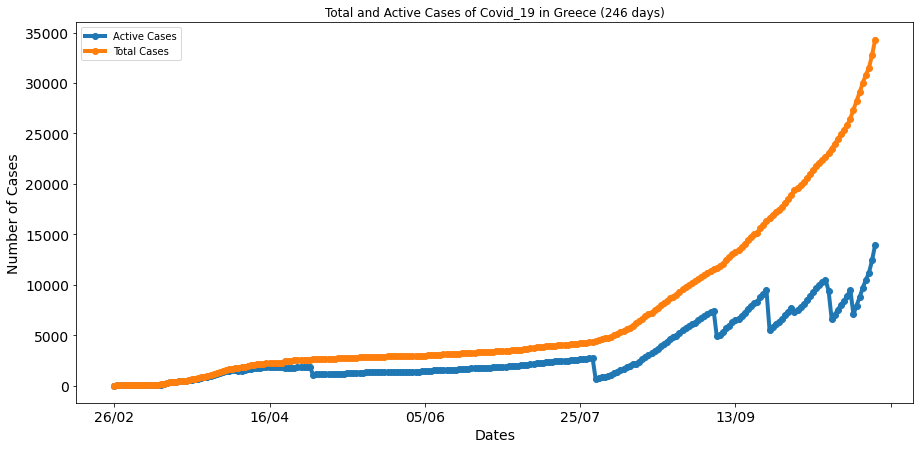 Total and Active Cases of Covid_19 in Greece (246 days)
Active Cases
Total Cases
35000
30000
25000
20000
15000
10000
5000
0
Number of Cases
26/02 16/04 05/06 25/07 13/09
Dates